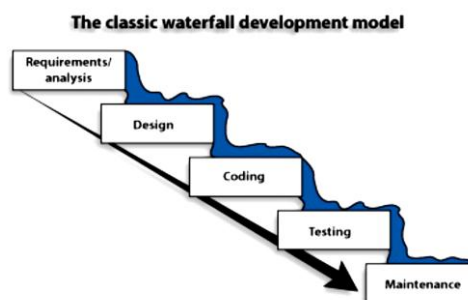 The classic waterfall development model
Requirements/
analysis
Design
Coding
Testing
Maintenance